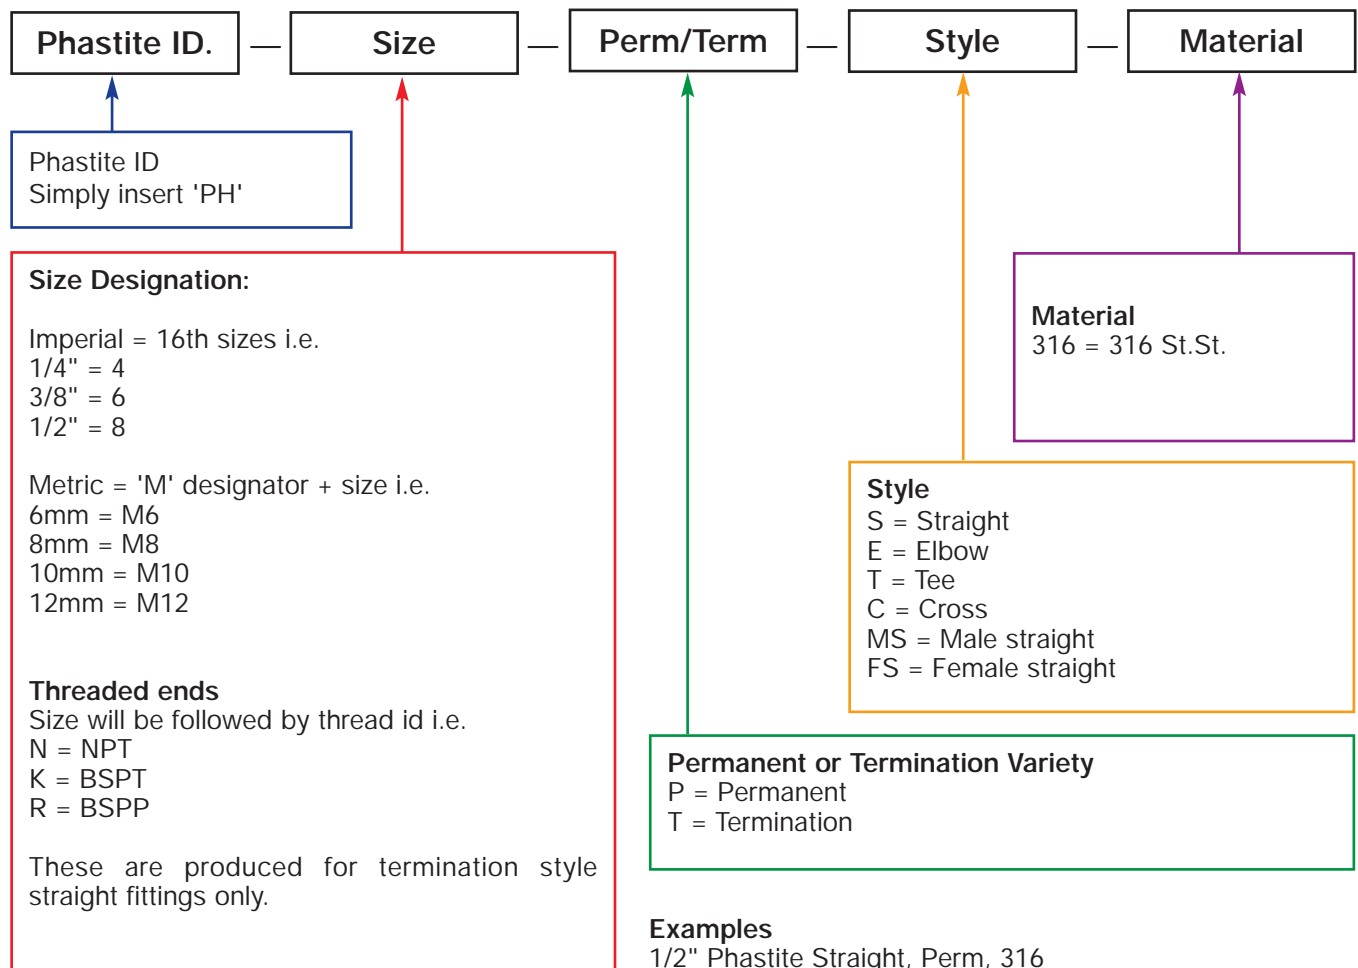 Phastite ID. — Size — Perm/Term — Style — Material
Phastite ID
Simply insert 'PH'
Size Designation:
Imperial = 16th sizes i.e.
1/4" = 4
3/8" = 6
1/2" = 8
Metric = 'M' designator + size i.e.
6mm = M6
8mm = M8
10mm = M10
12mm = M12
Threaded ends
Size will be followed by thread id i.e.
N = NPT
K = BSPT
R = BSPP
These are produced for termination style
straight fittings only.
Material
316 = 316 St.St.
Style
S = Straight
E = Elbow
T = Tee
C = Cross
MS = Male straight
FS = Female straight
Permanent or Termination Variety
P = Permanent
T = Termination
Examples
1/2" Phastite Straight, Perm, 316